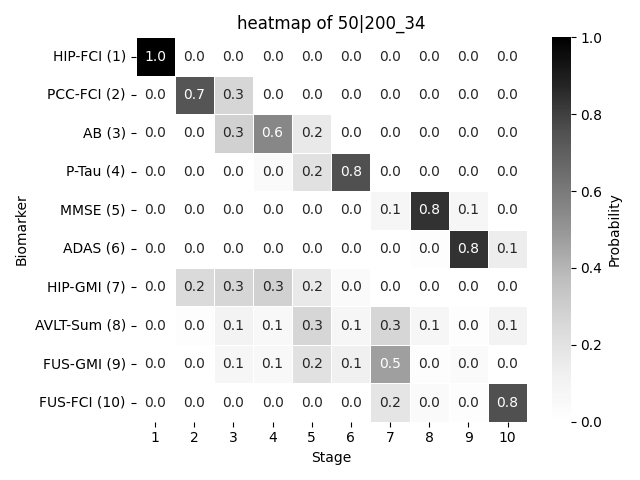 heatmap of 50|200_34
HIP-FCI (1) 1.0 0.0 0.0 0.0 0.0 0.0 0.0 0.0 0.0 0.0
PCC-FCI (2) 0.0 0.7 0.3 0.0 0.0 0.0 0.0 0.0 0.0 0.0
AB (3) 0.0 0.0 0.3 0.6 0.2 0.0 0.0 0.0 0.0 0.0
P-Tau (4) 0.0 0.0 0.0 0.0 0.2 0.8 0.0 0.0 0.0 0.0
MMSE (5) 0.0 0.0 0.0 0.0 0.0 0.0 0.1 0.8 0.1 0.0
ADAS (6) 0.0 0.0 0.0 0.0 0.0 0.0 0.0 0.0 0.8 0.1
HIP-GMI (7) 0.0 0.2 0.3 0.3 0.2 0.0 0.0 0.0 0.0 0.0
AVLT-Sum (8) 0.0 0.0 0.1 0.1 0.3 0.1 0.3 0.1 0.0 0.1
FUS-GMI (9) 0.0 0.0 0.1 0.1 0.2 0.1 0.5 0.0 0.0 0.0
FUS-FCI (10) 0.0 0.0 0.0 0.0 0.0 0.0 0.2 0.0 0.0 0.8
1 2 3 4 5 6 7 8 9 10
Stage
Biomarker
1.0
0.8
0.6
0.4
0.2
0.0
Probability